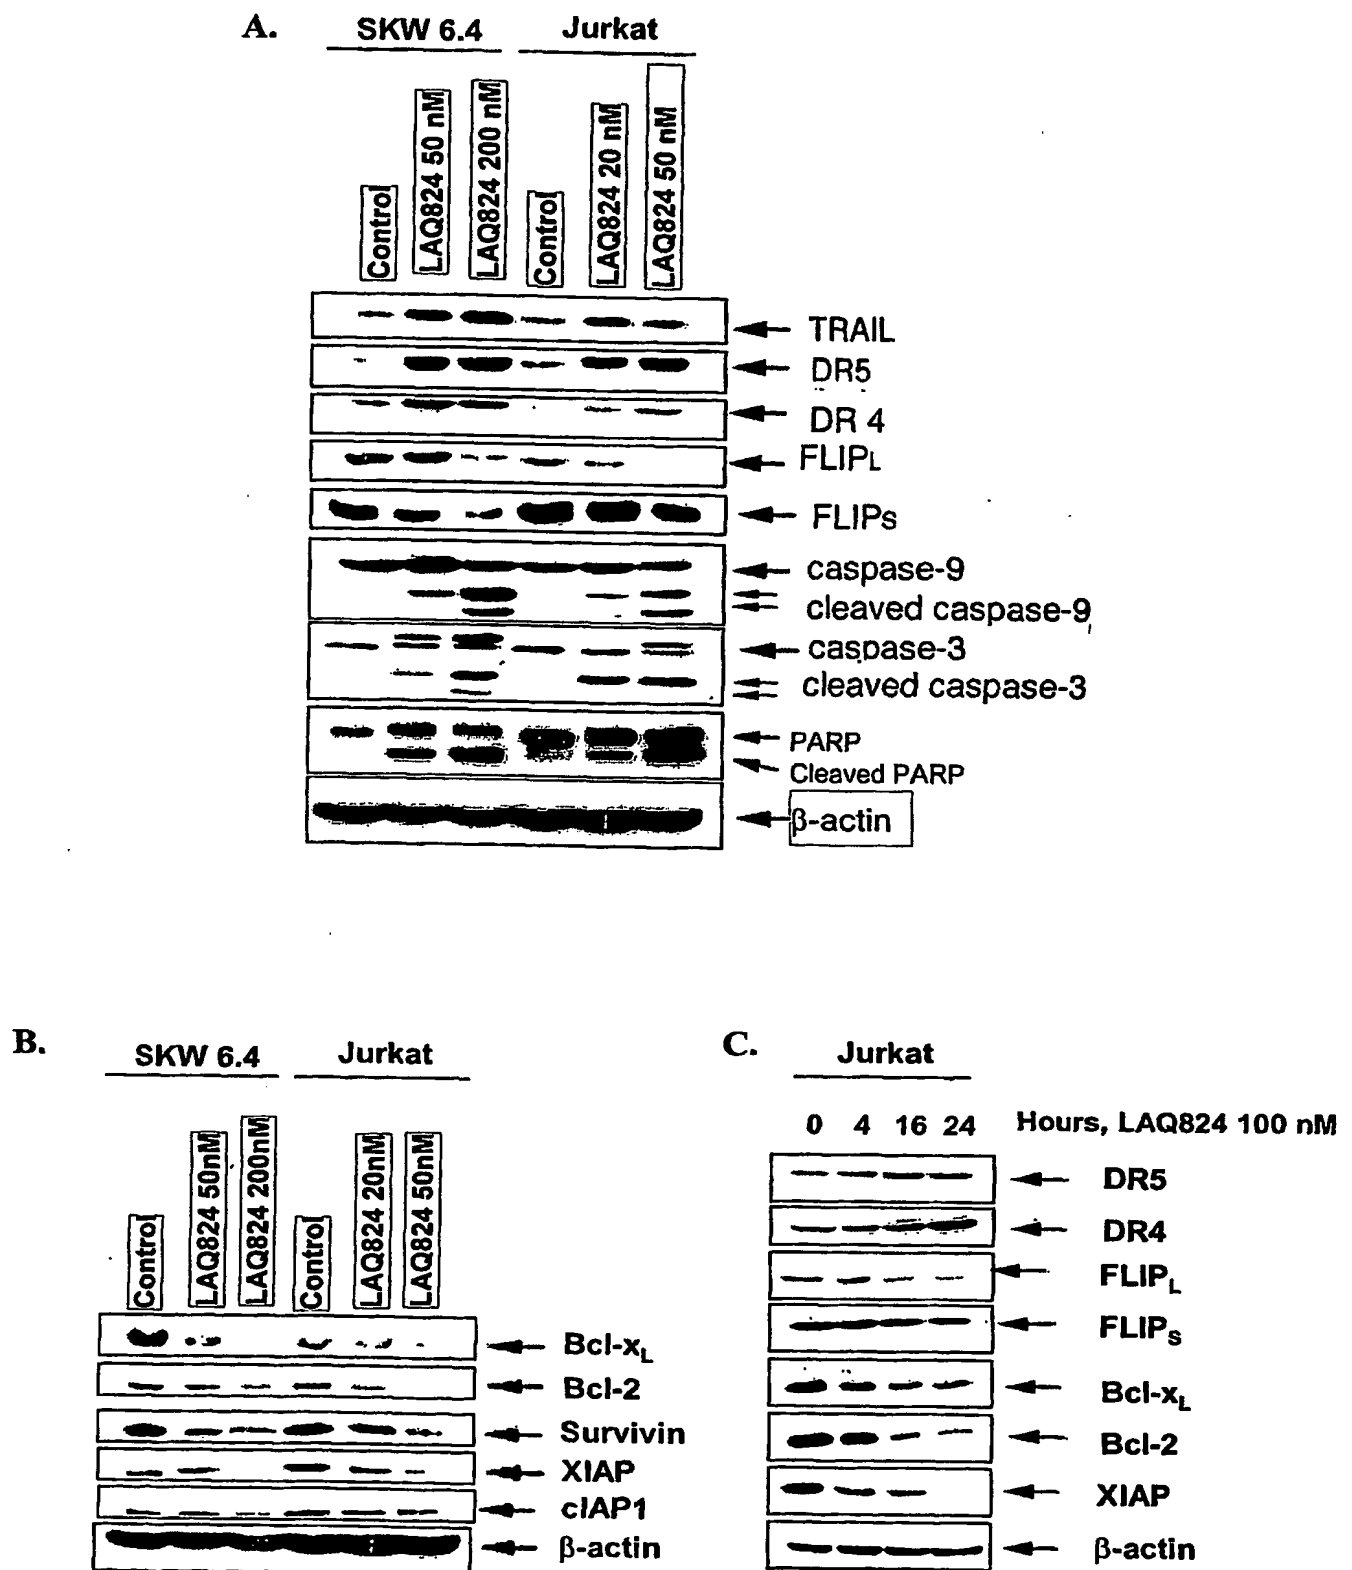 A.
SKW 6.4 Jurkat
Control
LAQ824 50 nM
LAQ824 200 nM
Control
LAQ824 20 nM
LAQ824 50 nM
TRAIL
DR5
DR 4
FLIPL
FLIPs
caspase-9
cleaved caspase-9
caspase-3
cleaved caspase-3
PARP
Cleaved PARP
β-actin
B.
SKW 6.4 Jurkat
Control
LAQ824 50nM
LAQ824 200nM
Control
LAQ824 20nM
LAQ824 50nM
Bcl-xL
Bcl-2
Survivin
XIAP
cIAP1
β-actin
C.
Jurkat
0 4 16 24 Hours, LAQ824 100 nM
DR5
DR4
FLIPL
FLIPS
Bcl-xL
Bcl-2
XIAP
β-actin